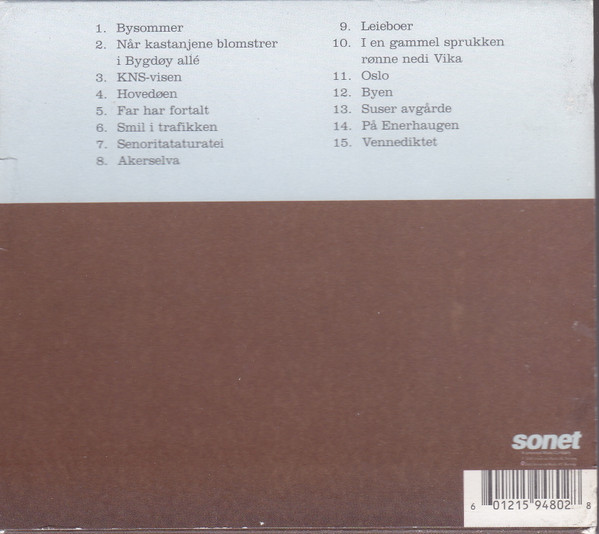 1. Bysommer
2. Når kastanjene blomstrer
i Bygdøy allé
3. KNS-visen
4. Hovedøen
5. Far har fortalt
6. Smil i trafikken
7. Senoritataturatei
8. Akerselva
9. Leieboer
10. I en gammel sprukken
rønne nedi Vika
11. Oslo
12. Byen
13. Suser avgårde
14. På Enerhaugen
15. Vennediktet
sonet
6 01215 94802 8